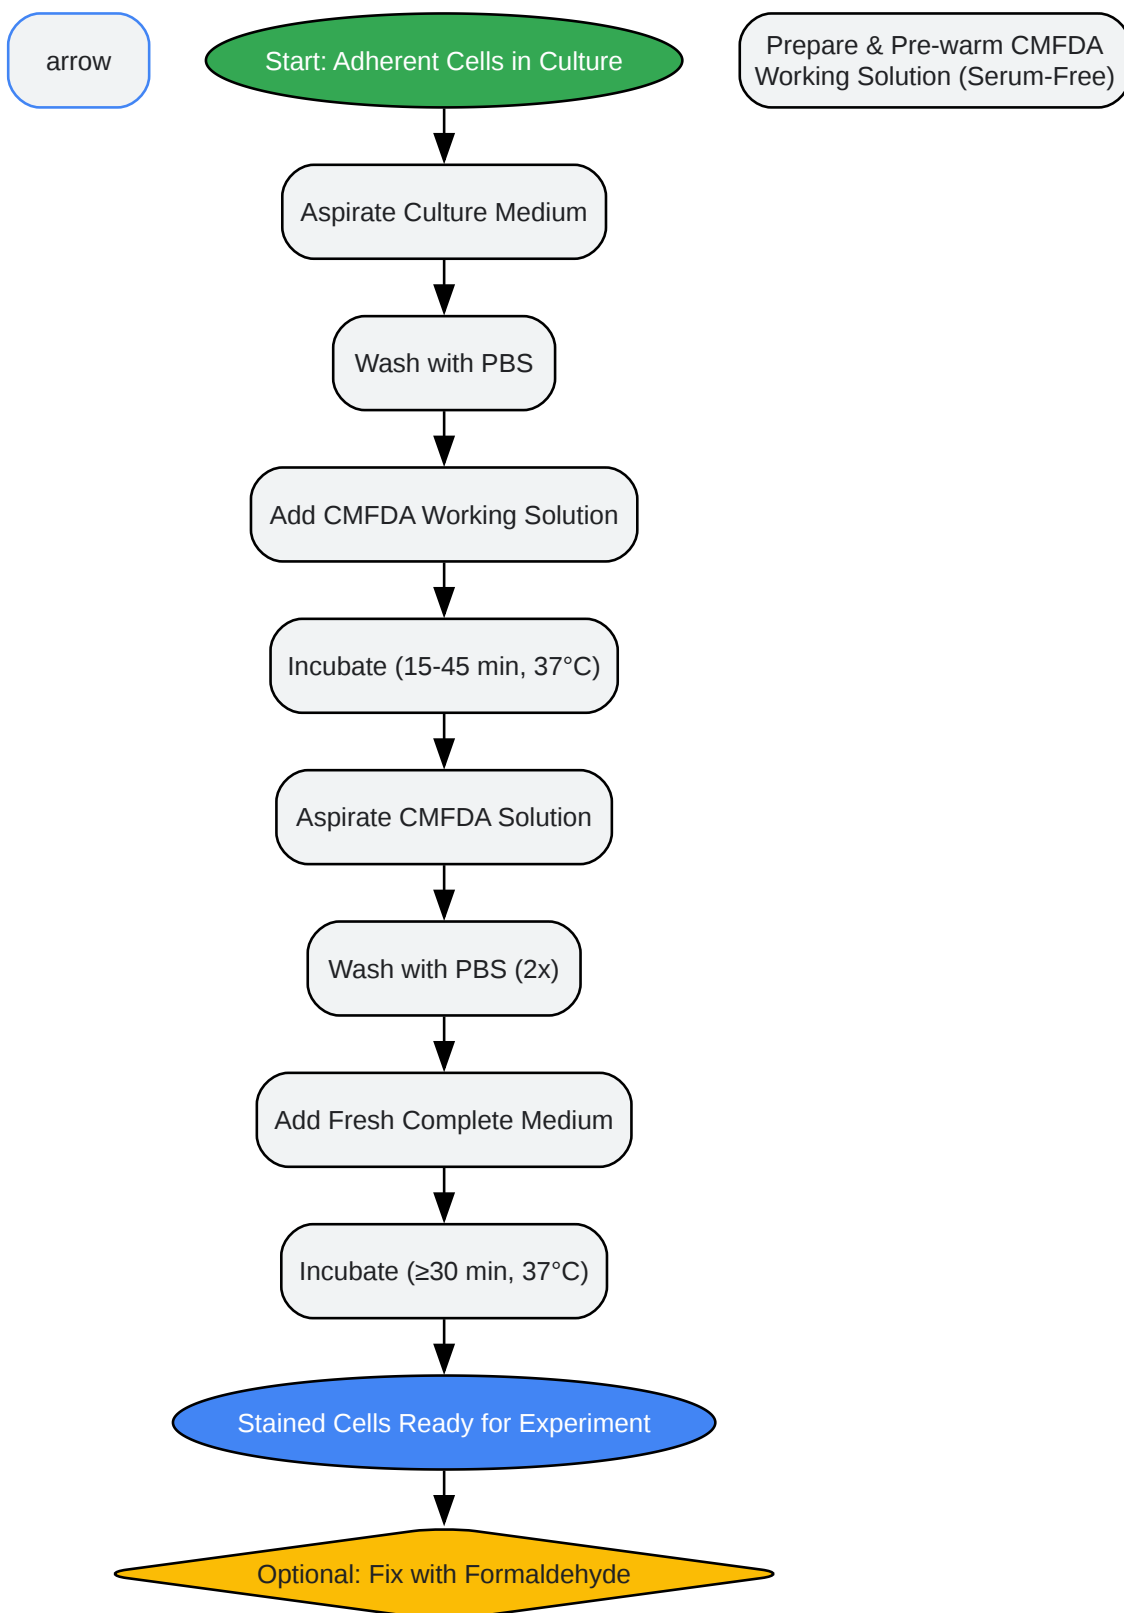 arrow
Start: Adherent Cells in Culture
Prepare & Pre-warm CMFDA
Working Solution (Serum-Free)
Aspirate Culture Medium
Wash with PBS
Add CMFDA Working Solution
Incubate (15-45 min, 37°C)
Aspirate CMFDA Solution
Wash with PBS (2x)
Add Fresh Complete Medium
Incubate (≥30 min, 37°C)
Stained Cells Ready for Experiment
Optional: Fix with Formaldehyde